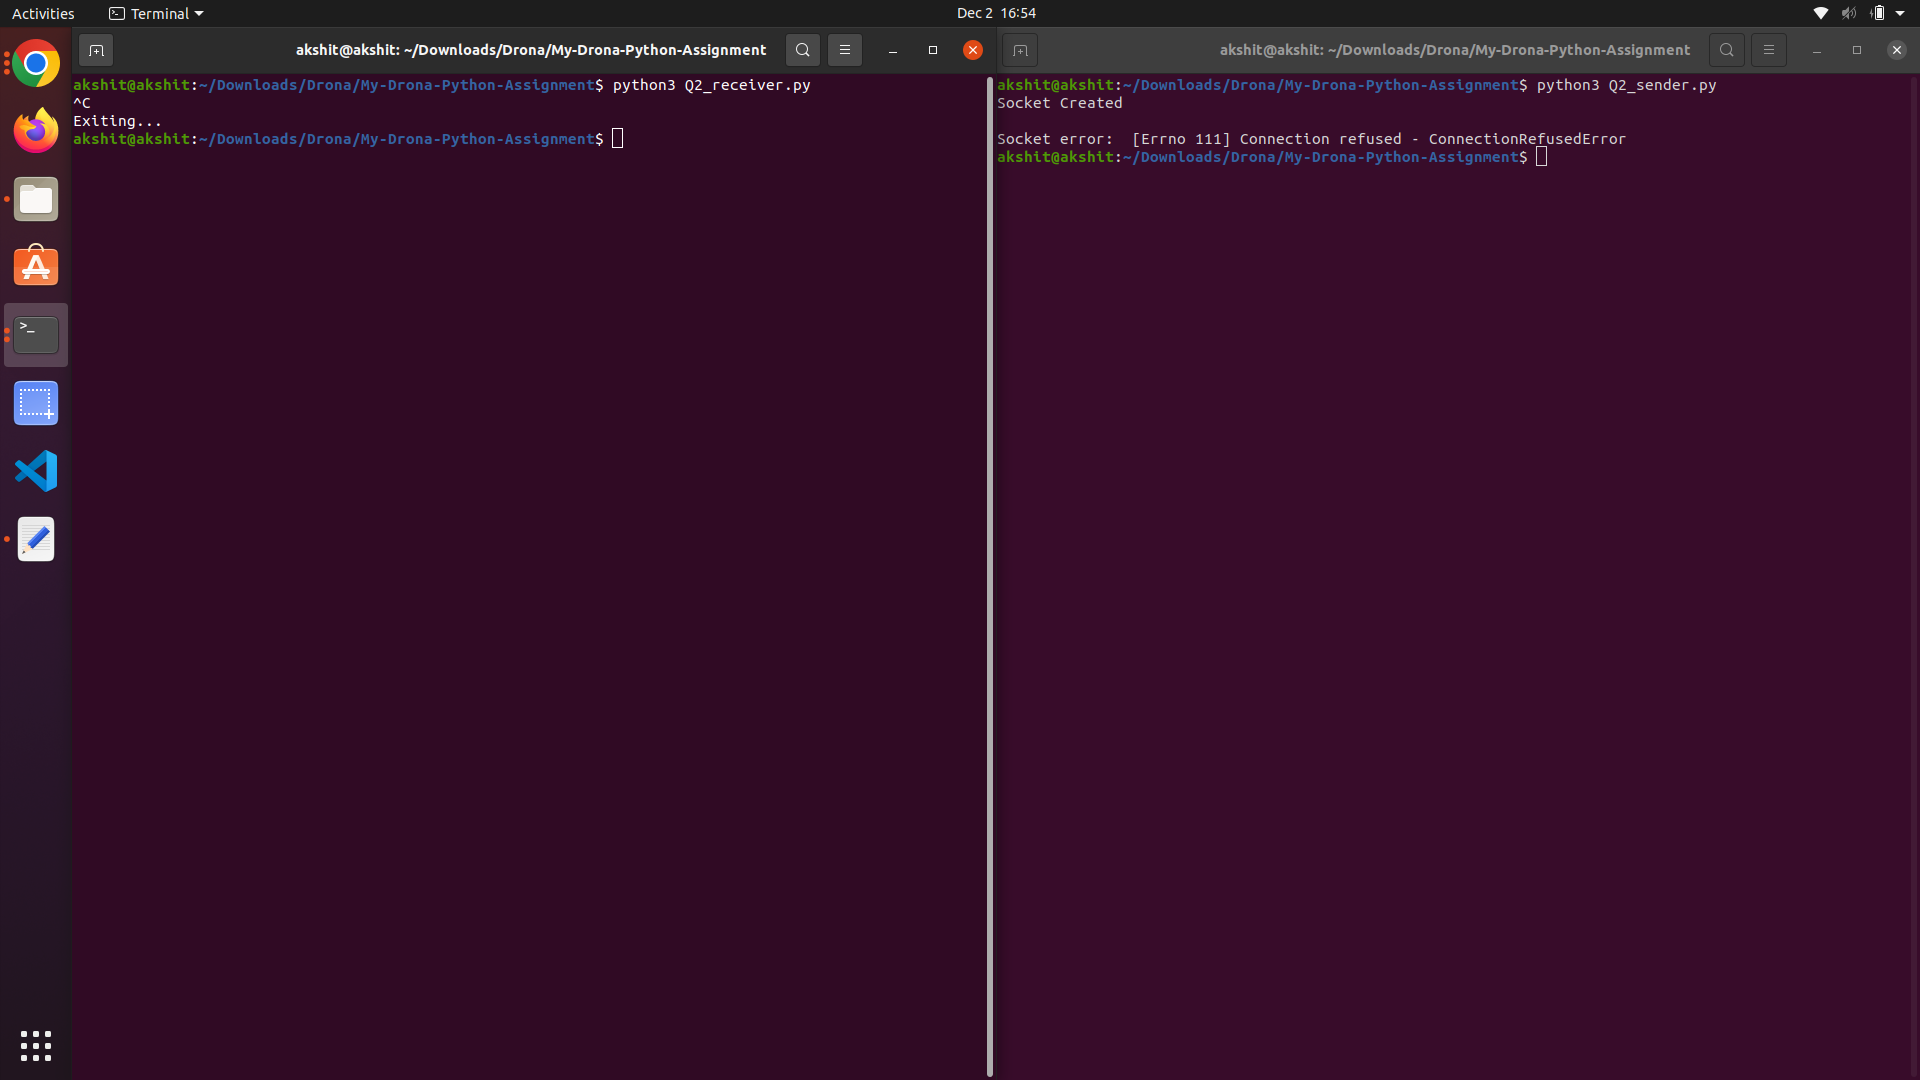 Activities
Terminal
Dec 2 16:54
akshit@akshit: ~/Downloads/Drona/My-Drona-Python-Assignment
akshit@akshit:~/Downloads/Drona/My-Drona-Python-Assignment$ python3 Q2_receiver.py
^C
Exiting...
akshit@akshit:~/Downloads/Drona/My-Drona-Python-Assignment$
akshit@akshit: ~/Downloads/Drona/My-Drona-Python-Assignment
akshit@akshit:~/Downloads/Drona/My-Drona-Python-Assignment$ python3 Q2_sender.py
Socket Created
Socket error:  [Errno 111] Connection refused - ConnectionRefusedError
akshit@akshit:~/Downloads/Drona/My-Drona-Python-Assignment$